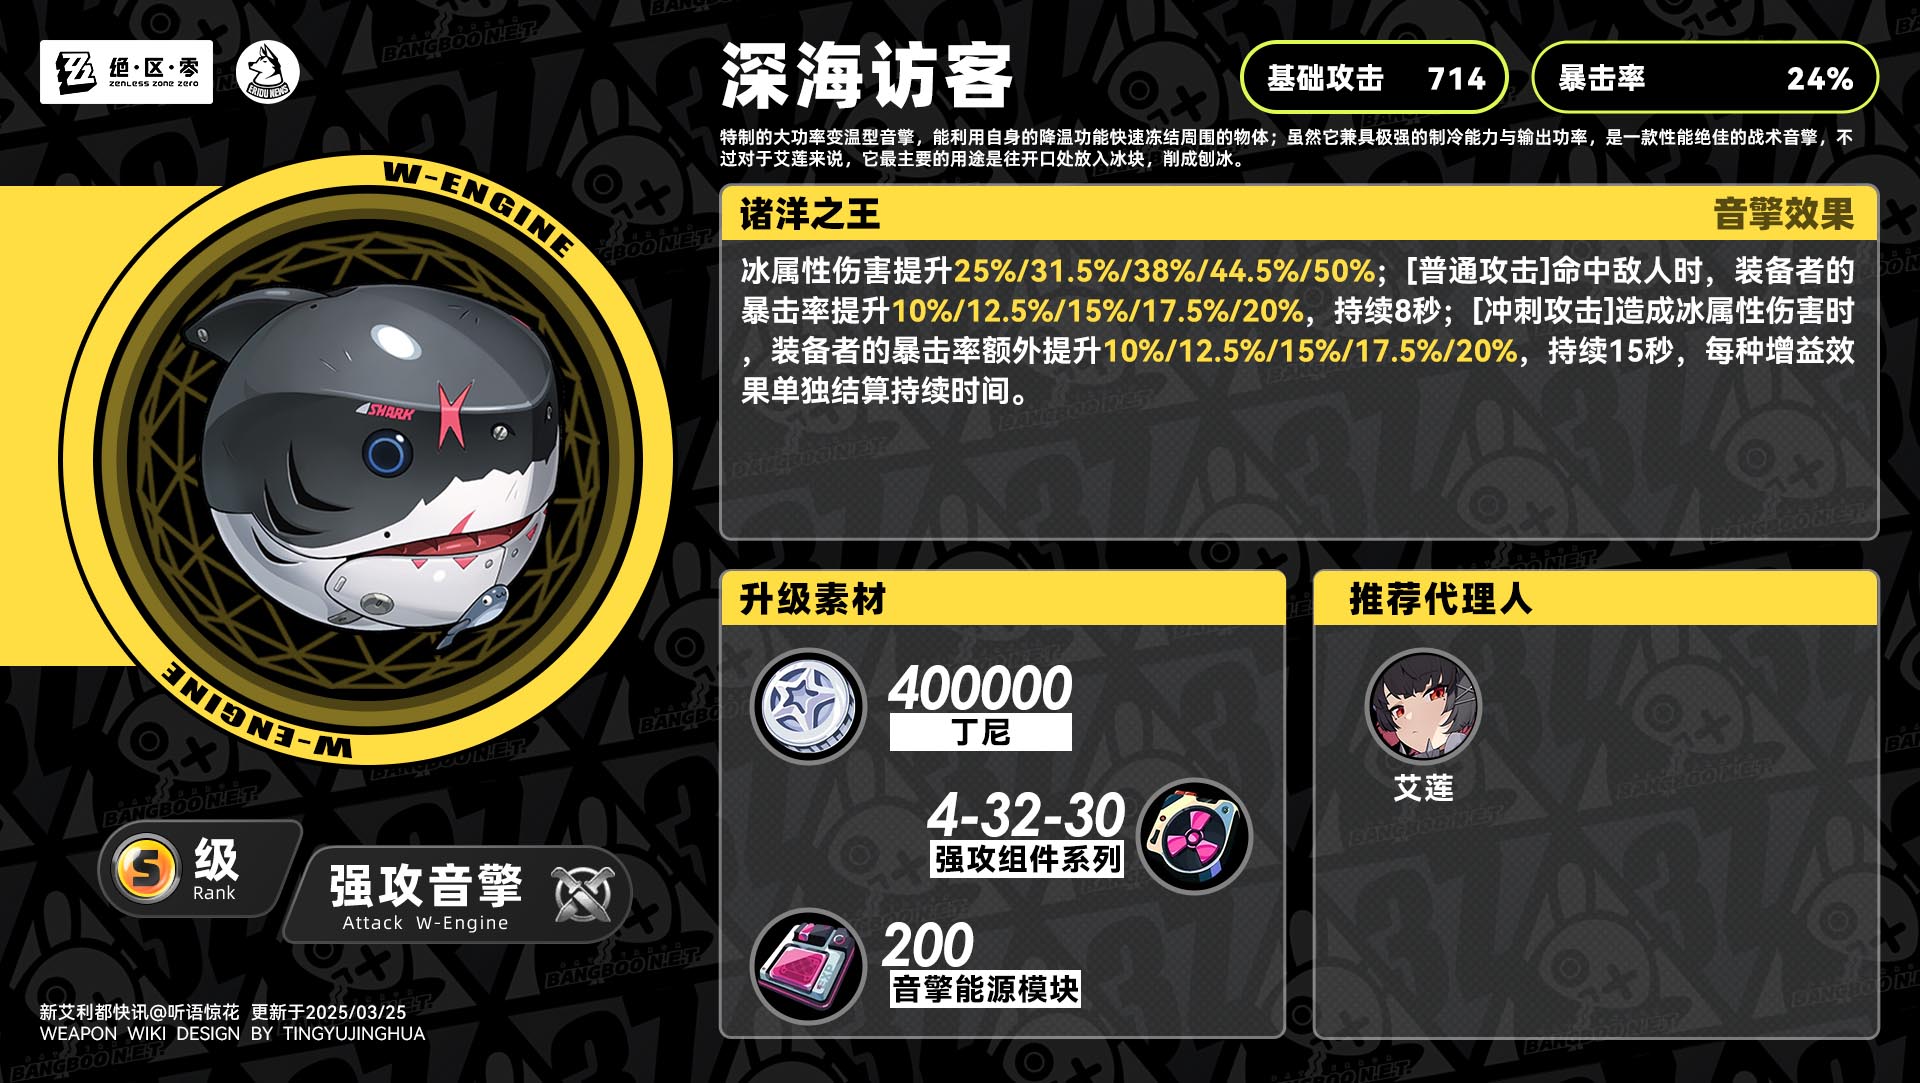 绝·区·零
ZENLESS ZONE ZERO
ERIDU NEWS
深海访客
基础攻击 714
暴击率 24%
特制的大功率变温型音擎，能利用自身的降温功能快速冻结周围的物体；虽然它兼具极强的制冷能力与输出功率，是一款性能绝佳的战术音擎，不
过对于艾莲来说，它最主要的用途是往开口处放入冰块，削成刨冰。
W-ENGINE
SHARK
W-ENGINE
诸洋之王 音擎效果
冰属性伤害提升25%/31.5%/38%/44.5%/50%；[普通攻击]命中敌人时，装备者的
暴击率提升10%/12.5%/15%/17.5%/20%，持续8秒；[冲刺攻击]造成冰属性伤害时
，装备者的暴击率额外提升10%/12.5%/15%/17.5%/20%，持续15秒，每种增益效
果单独结算持续时间。
升级素材
400000
丁尼
4-32-30
强攻组件系列
200
音擎能源模块
推荐代理人
艾莲
S 级
Rank
强攻音擎
Attack W-Engine
新艾利都快讯@听语惊花 更新于2025/03/25
WEAPON WIKI DESIGN BY TINGYUJINGHUA
BANGBOO N.E.T.